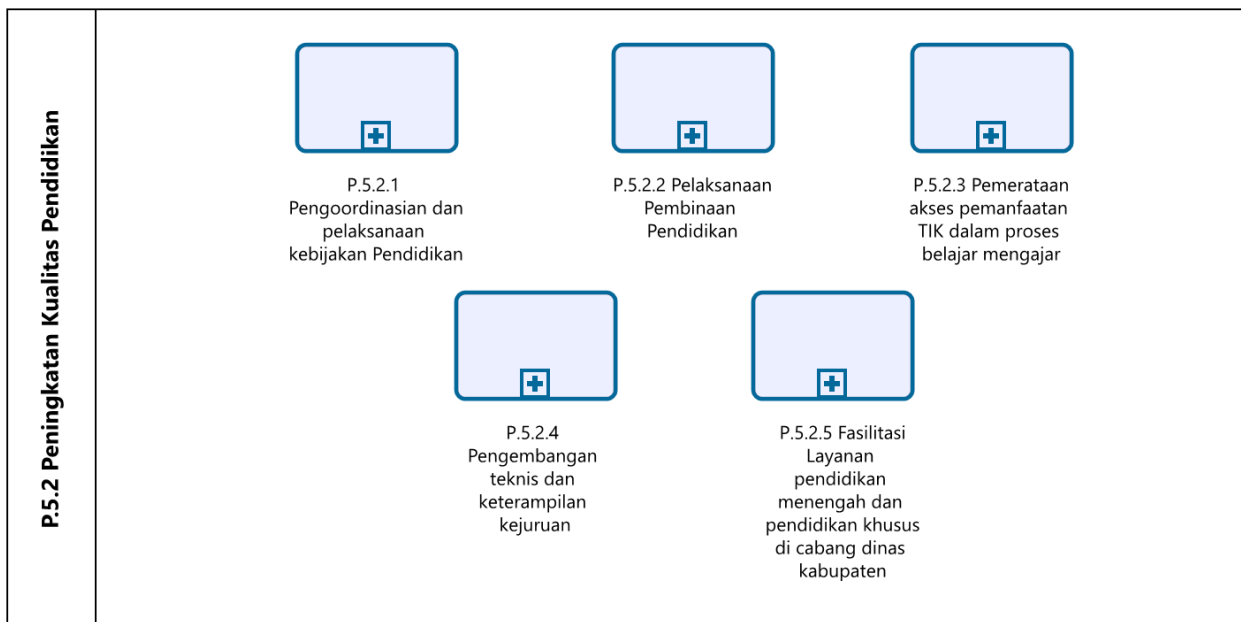 P.5.2 Peningkatan Kualitas Pendidikan
P.5.2.1
Pengoordinasian dan
pelaksanaan
kebijakan Pendidikan
P.5.2.2 Pelaksanaan
Pembinaan
Pendidikan
P.5.2.3 Pemerataan
akses pemanfaatan
TIK dalam proses
belajar mengajar
P.5.2.4
Pengembangan
teknis dan
keterampilan
kejuruan
P.5.2.5 Fasilitasi
Layanan
pendidikan
menengah dan
pendidikan khusus
di cabang dinas
kabupaten